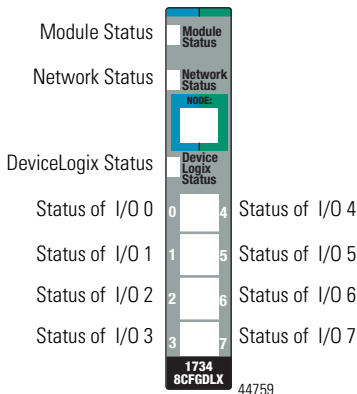 Module Status
Module
Status
Network Status
Network
Status
NODE:
DeviceLogix Status
Device
Logix
Status
Status of I/O 0
0
4
Status of I/O 4
Status of I/O 1
1
5
Status of I/O 5
Status of I/O 2
2
6
Status of I/O 6
Status of I/O 3
3
7
Status of I/O 7
1734
8CFGDLX
44759